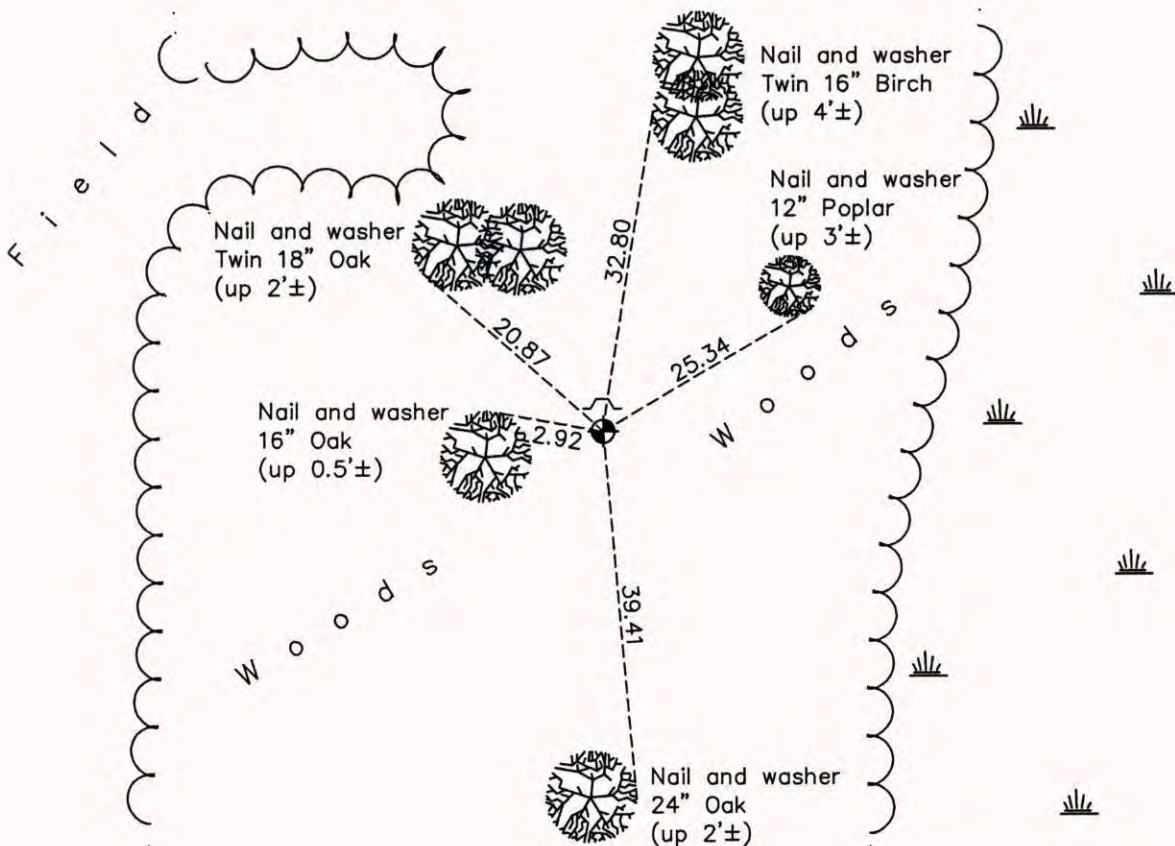 Nail and washer
Twin 16" Birch
(up 4'±)
Field
Nail and washer
12" Poplar
(up 3'±)
Nail and washer
Twin 18" Oak
(up 2'±)
32.80
20.87
25.34
Woods
Nail and washer
16" Oak
(up 0.5'±)
2.92
Woods
39.41
Nail and washer
24" Oak
(up 2'±)